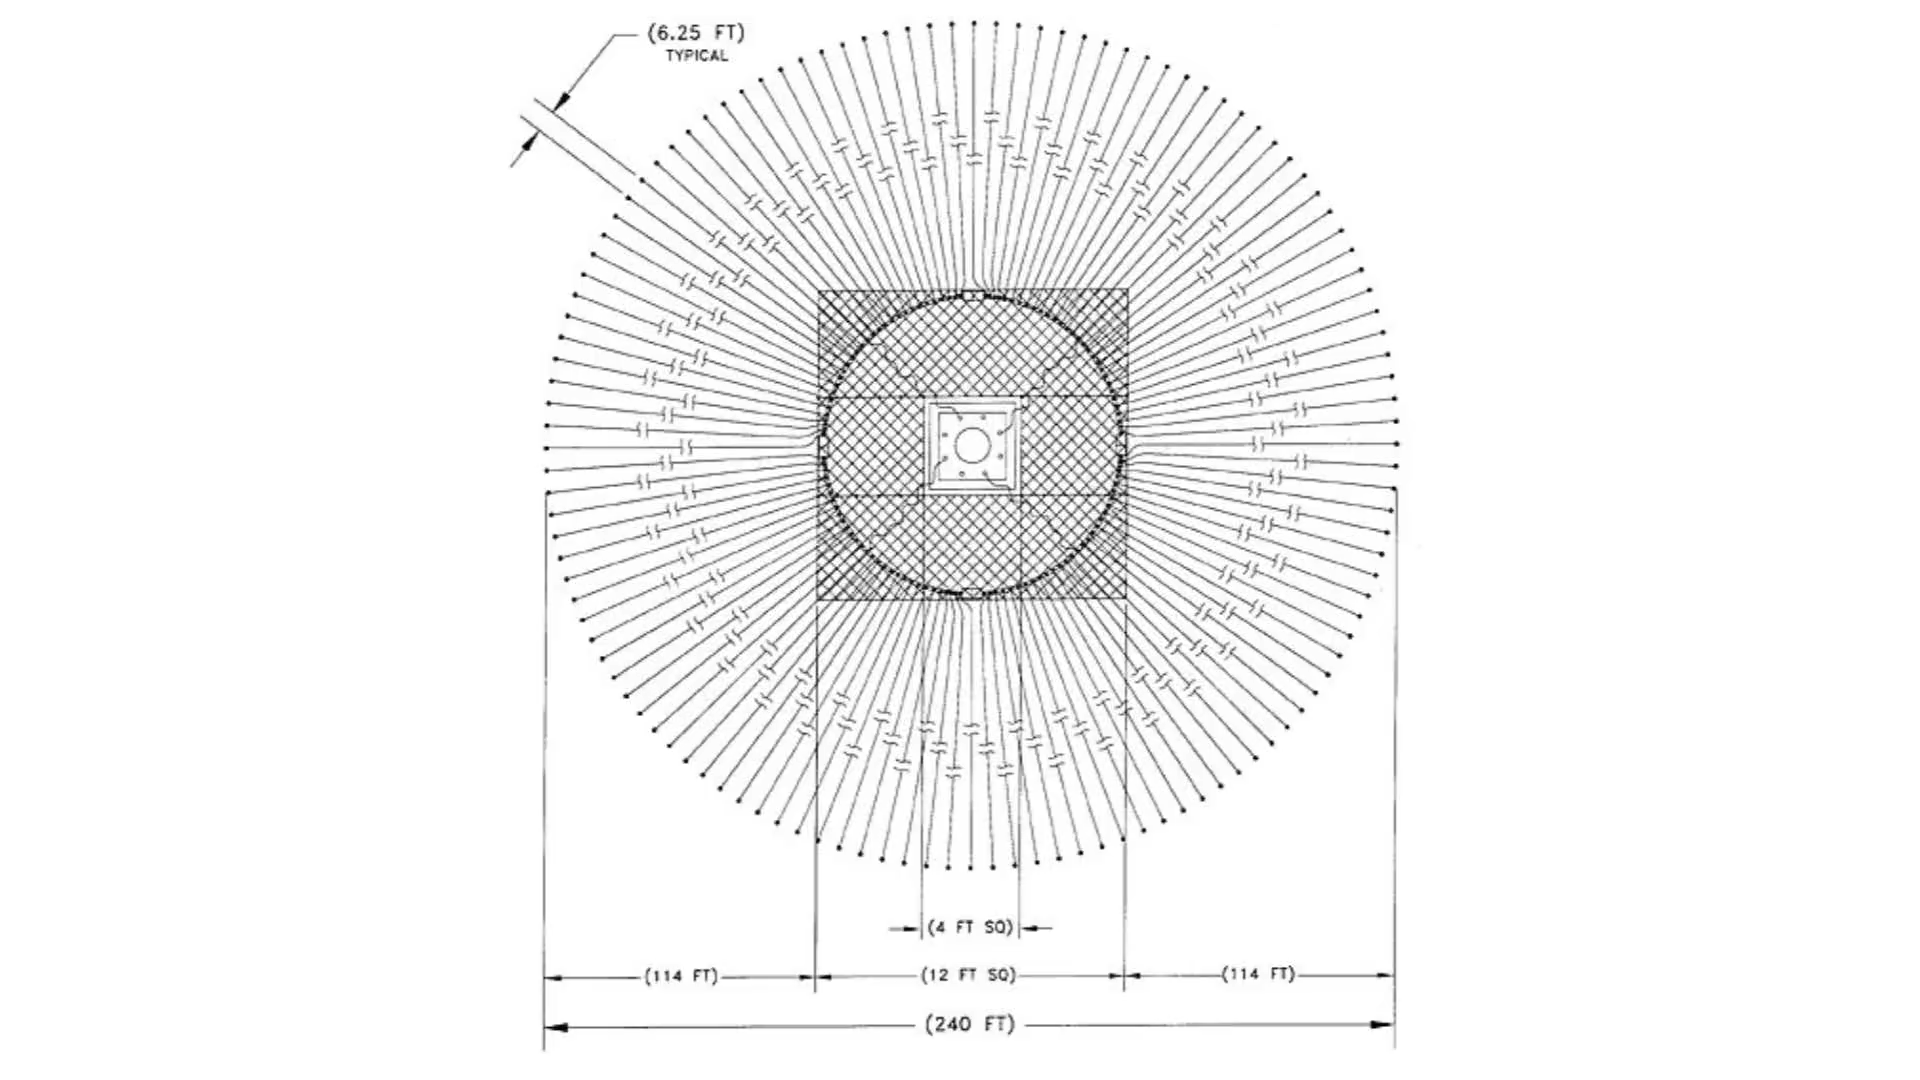 (6.25 FT)
TYPICAL
(4 FT SQ)
(114 FT)
(12 FT SQ)
(114 FT)
(240 FT)